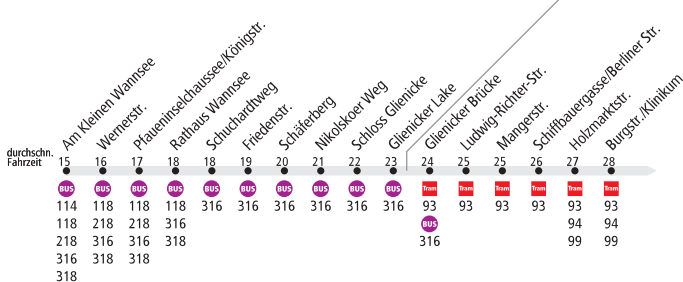 Am Kleinen Wannsee
Wernerstr.
Pfaueninselchaussee/Königstr.
Rathaus Wannsee
Schuchardtweg
Friedenstr.
Schäferberg
Nikolskoer Weg
Schloss Glienicke
Glienicker Lake
Glienicker Brücke
Ludwig-Richter-Str.
Mangerstr.
Schiffbauergasse/Berliner Str.
Holzmarktstr.
Burgstr./Klinikum
durchschn.
Fahrzeit
15 16 17 18 18 19 20 21 22 23 24 25 25 26 27 28
BUS BUS BUS BUS BUS BUS BUS BUS BUS BUS Tram Tram Tram Tram Tram Tram
114 118 118 118 316 316 316 316 316 316 93 93 93 93 93 93
118 218 218 316 BUS 94 94
218 316 316 318 316 99 99
316 318 318
318